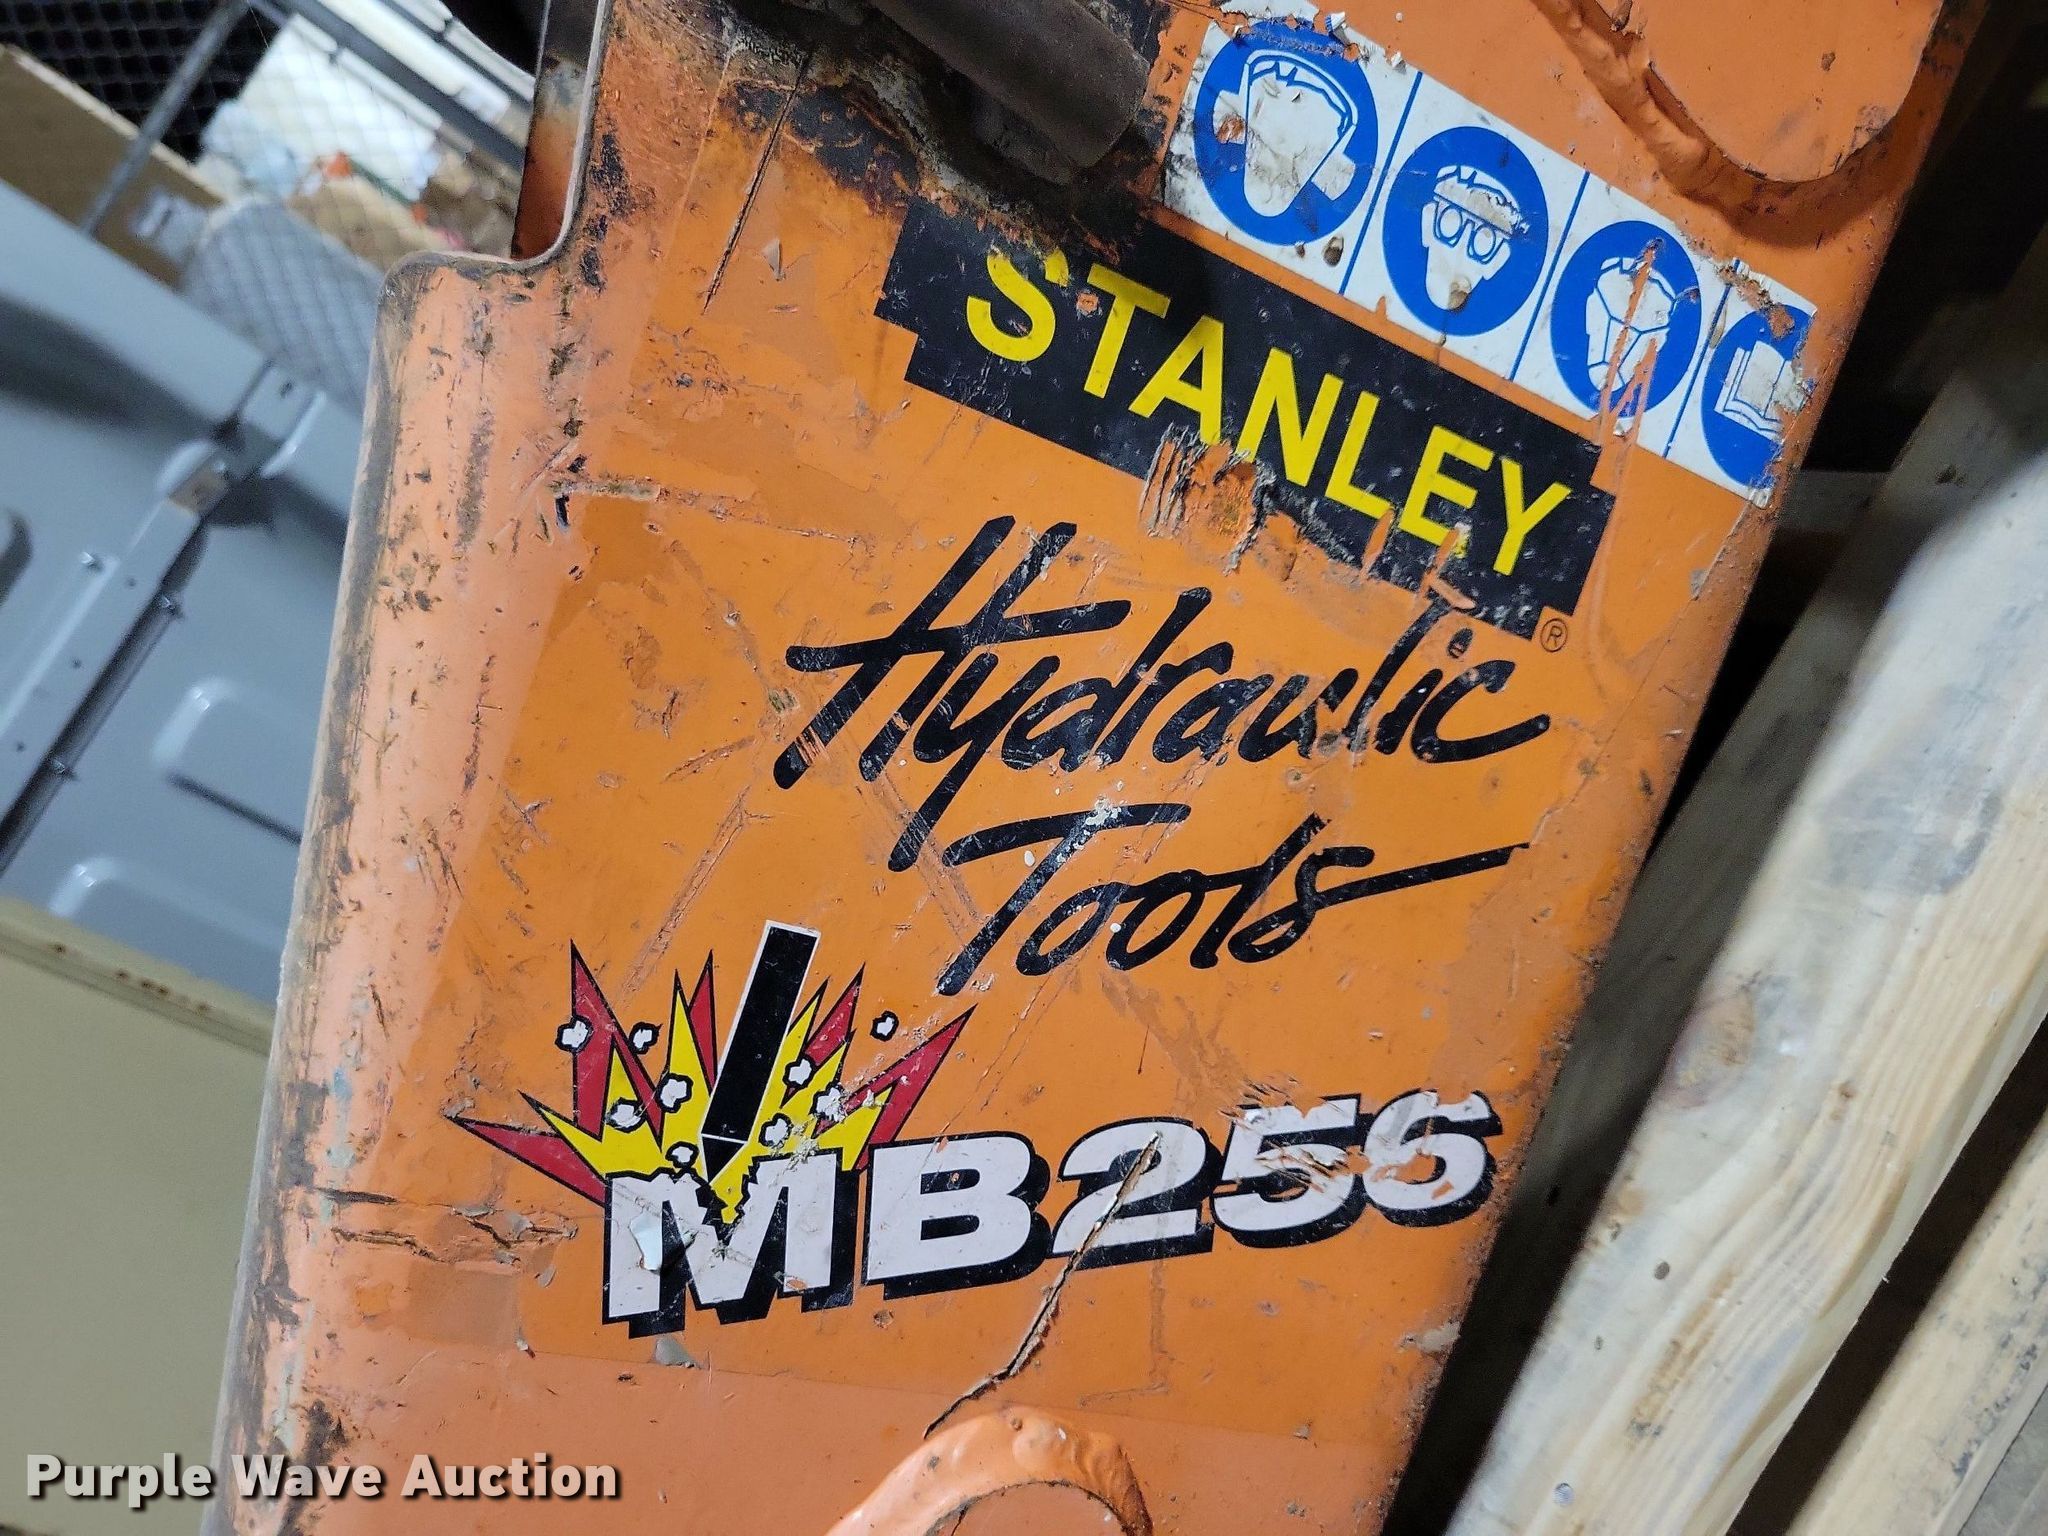 STANLEY®
Hydraulic
Tools
MB256
Purple Wave Auction